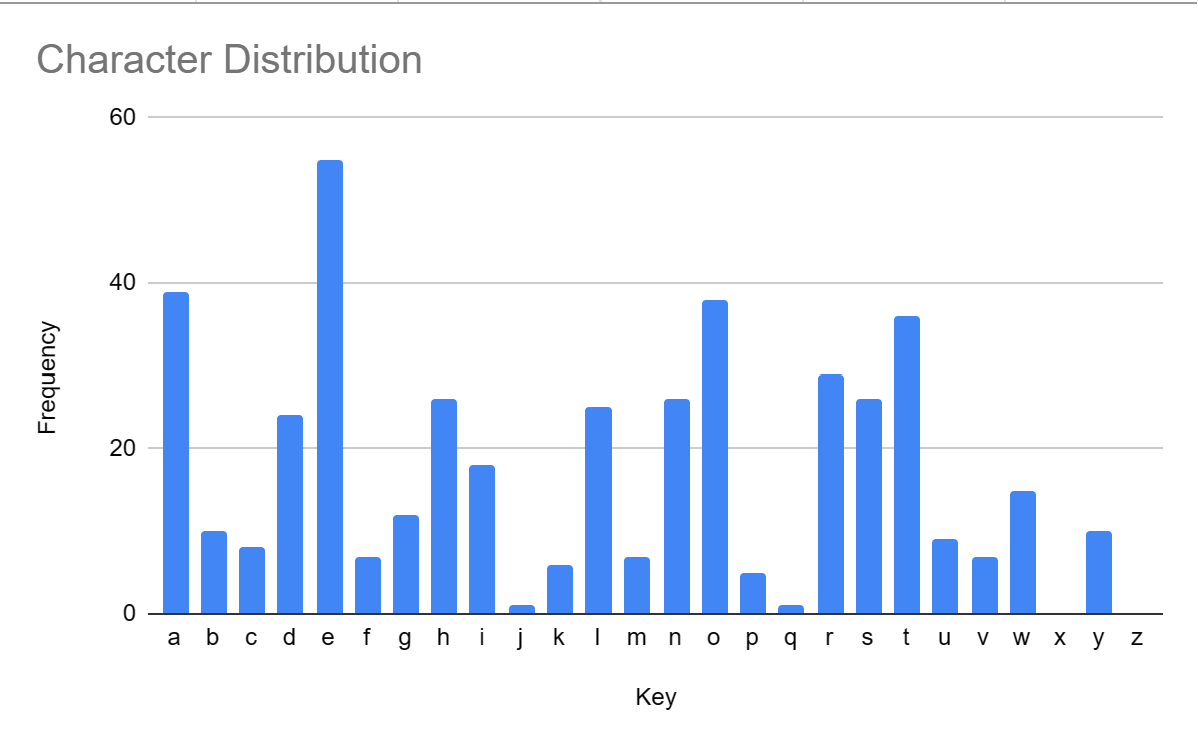 Character Distribution
60
40
20
0
Frequency
a b c d e f g h i j k l m n o p q r s t u v w x y z
Key